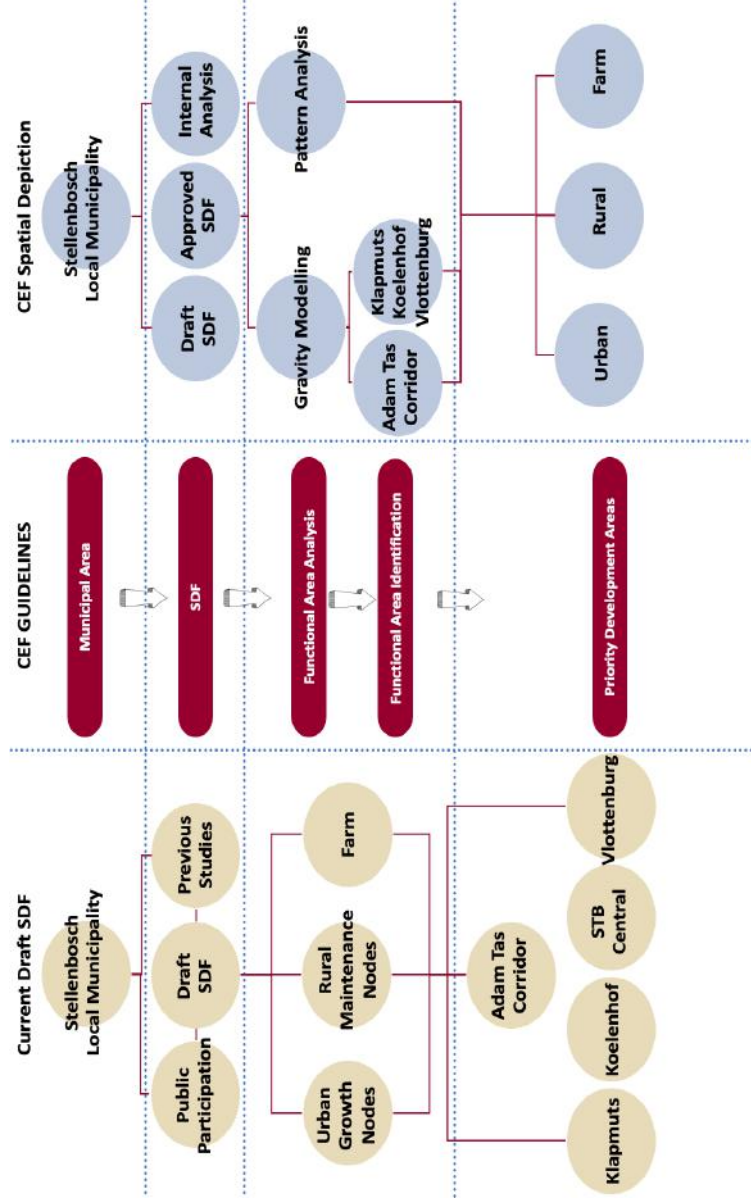 Current Draft SDF
Stellenbosch
Local Municipality
Public
Participation
Draft
SDF
Previous
Studies
Urban
Growth
Nodes
Rural
Maintenance
Nodes
Farm
Adam Tas
Corridor
Klapmuts
Koelenhof
STB
Central
Vlottenburg
CEF GUIDELINES
Municipal Area
SDF
Functional Area Analysis
Functional Area Identification
Priority Development Areas
CEF Spatial Depiction
Stellenbosch
Local Municipality
Draft
SDF
Approved
SDF
Internal
Analysis
Gravity Modelling
Pattern Analysis
Adam Tas
Corridor
Klapmuts
Koelenhof
Vlottenburg
Urban
Rural
Farm